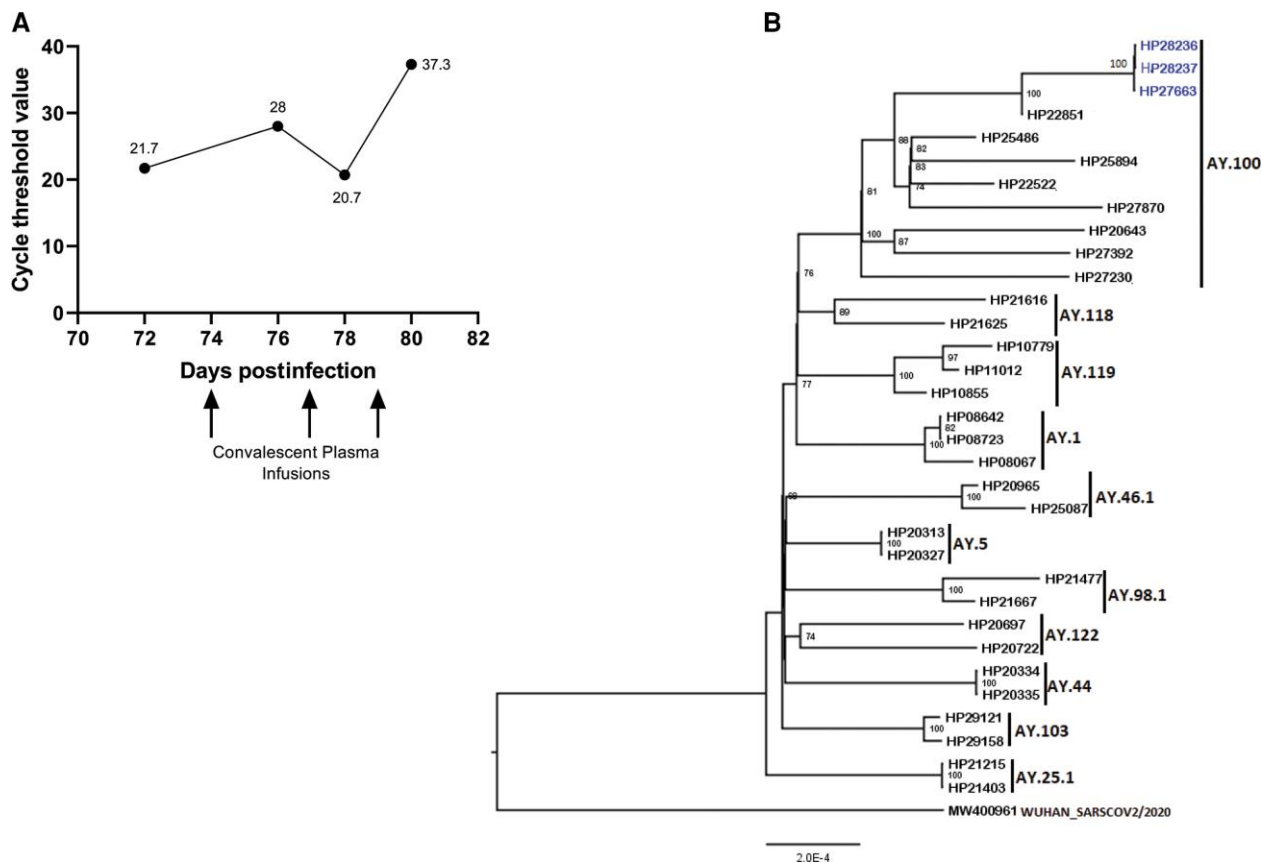 A
Cycle threshold value
40
30
20
10
0
21.7
28
20.7
37.3
70 72 74 76 78 80 82
Days postinfection
Convalescent Plasma
Infusions
B
HP28236
HP28237
HP27663
100
100
HP22851
HP25486
88
82
HP25894
83
HP22522
74
HP27870
AY.100
81
HP20643
100
87
HP27392
HP27230
76
HP21616
89
HP21625
AY.118
HP10779
97
HP11012
100
HP10855
AY.119
77
HP08642
82
HP08723
100
HP08067
AY.1
HP20965
100
HP25087
AY.46.1
HP20313
100
HP20327
AY.5
HP21477
100
HP21667
AY.98.1
HP20697
74
HP20722
AY.122
HP20334
100
HP20335
AY.44
HP29121
100
HP29158
AY.103
HP21215
100
HP21403
AY.25.1
MW400961 WUHAN_SARSCOV2/2020
2.0E-4